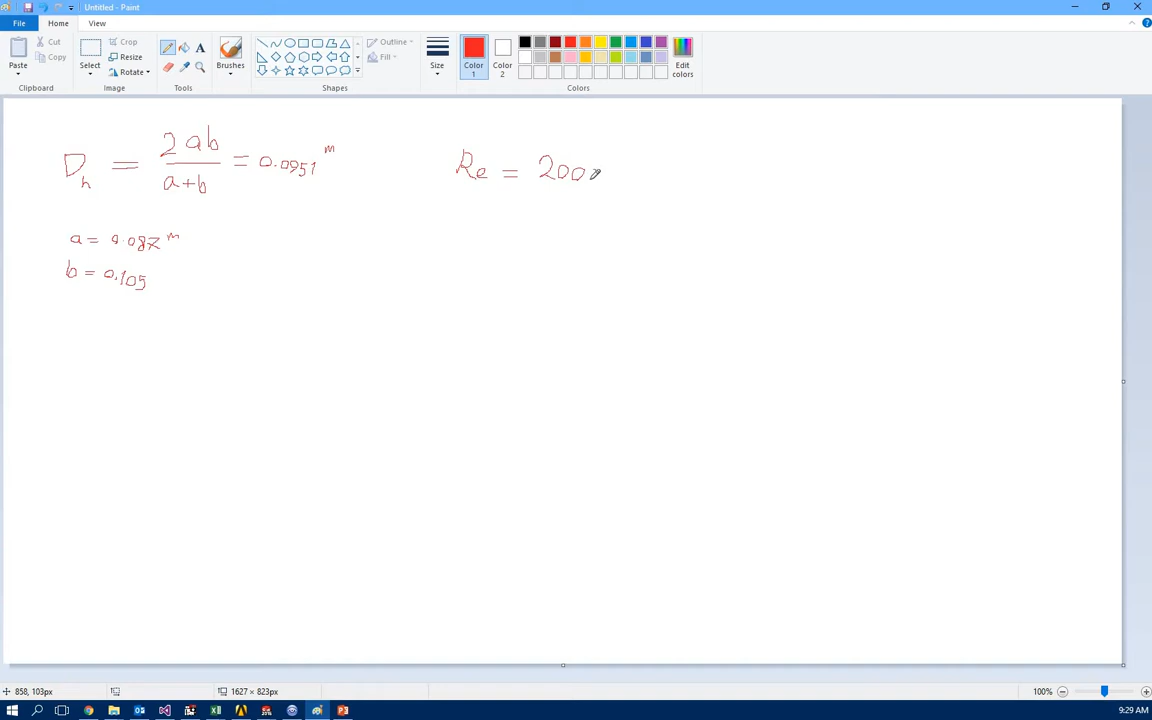 Untitled - Paint
File Home View
Paste Cut Copy Clipboard
Select Crop Resize Rotate Image
Tools
Brushes
Outline Fill Shapes
Size
Color 1
Color 2
Edit colors
Colors
D_h = 2ab / a+b = 0.0951 m
Re = 200
a = 0.087 m
b = 0.105
858, 103px
1627 × 823px
100%
9:29 AM